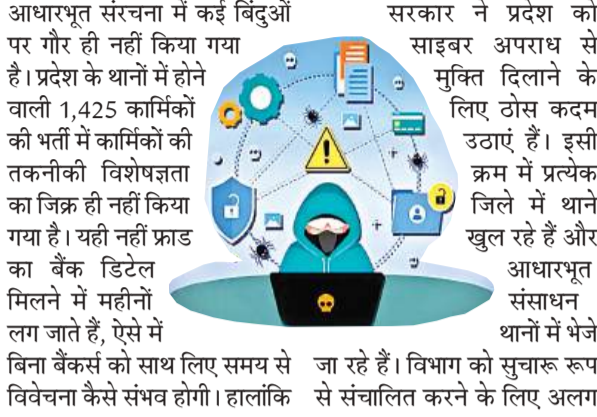 आधारभूत संरचना में कई बिंदुओं
पर गौर ही नहीं किया गया
है। प्रदेश के थानों में होने
वाली 1,425 कार्मिकों
की भर्ती में कार्मिकों की
तकनीकी विशेषज्ञता
का जिक्र ही नहीं किया
गया है। यही नहीं फ्राड
का बैंक डिटेल
मिलने में महीनों
लग जाते हैं, ऐसे में
बिना बैंकर्स को साथ लिए समय से
विवेचना कैसे संभव होगी। हालांकि
सरकार ने प्रदेश को
साइबर अपराध से
मुक्ति दिलाने के
लिए ठोस कदम
उठाएं हैं। इसी
क्रम में प्रत्येक
जिले में थाने
खुल रहे हैं और
आधारभूत
संसाधन
थानों में भेजे
जा रहे हैं। विभाग को सुचारू रूप
से संचालित करने के लिए अलग